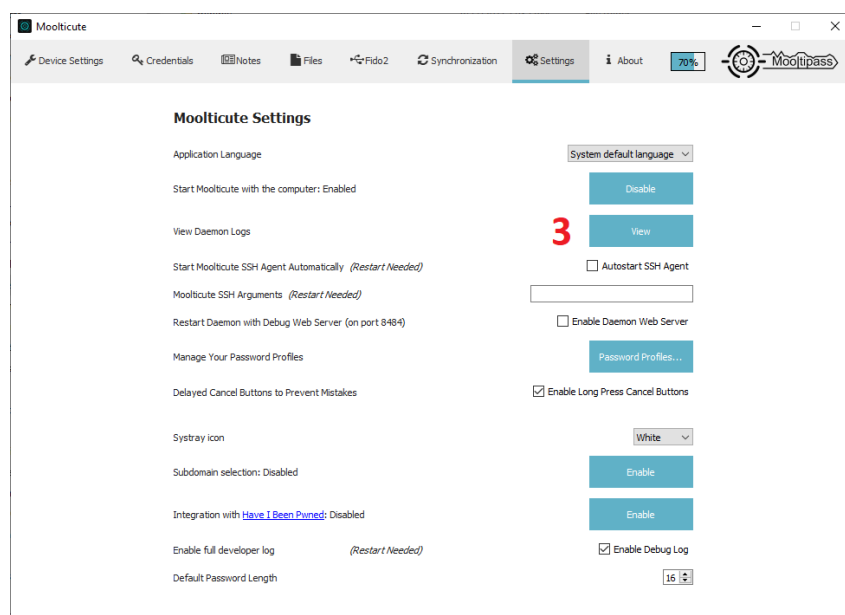 Moolticute
Device Settings Credentials Notes Files Fido2 Synchronization Settings About 70% Mooltipass
Moolticute Settings
Application Language System default language
Start Moolticute with the computer: Enabled Disable
View Daemon Logs 3 View
Start Moolticute SSH Agent Automatically (Restart Needed) Autostart SSH Agent
Moolticute SSH Arguments (Restart Needed)
Restart Daemon with Debug Web Server (on port 8484) Enable Daemon Web Server
Manage Your Password Profiles Password Profiles...
Delayed Cancel Buttons to Prevent Mistakes Enable Long Press Cancel Buttons
Systray icon White
Subdomain selection: Disabled Enable
Integration with Have I Been Pwned: Disabled Enable
Enable full developer log (Restart Needed) Enable Debug Log
Default Password Length 16